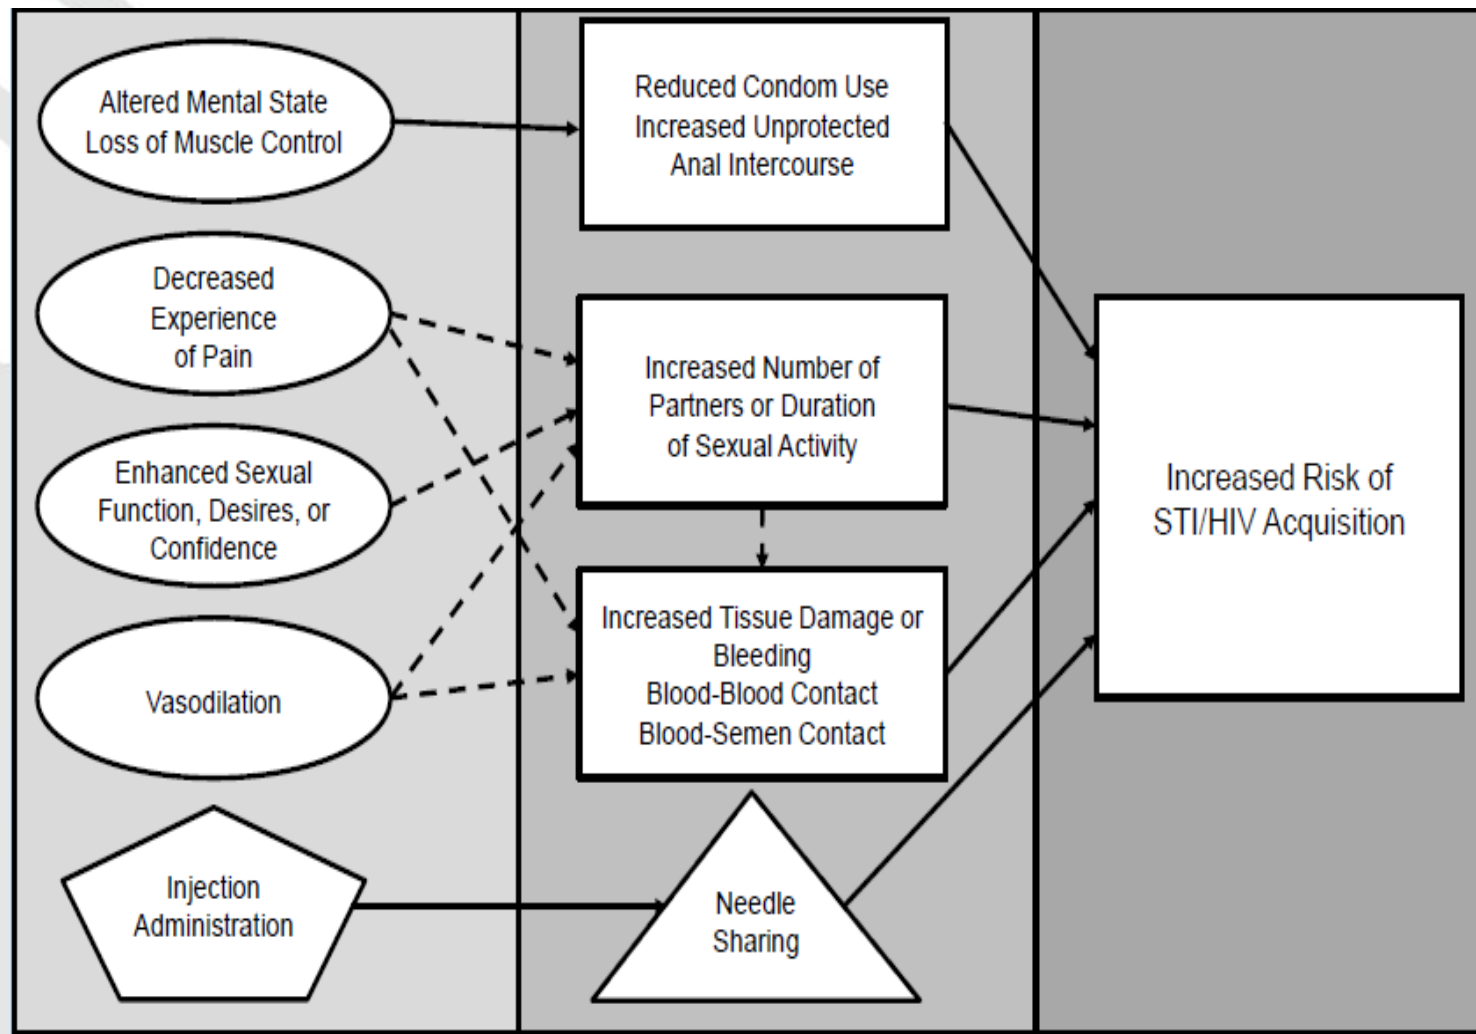 Altered Mental State
Loss of Muscle Control
Reduced Condom Use
Increased Unprotected
Anal Intercourse
Decreased
Experience
of Pain
Increased Number of
Partners or Duration
of Sexual Activity
Enhanced Sexual
Function, Desires, or
Confidence
Increased Risk of
STI/HIV Acquisition
Vasodilation
Increased Tissue Damage or
Bleeding
Blood-Blood Contact
Blood-Semen Contact
Injection
Administration
Needle
Sharing